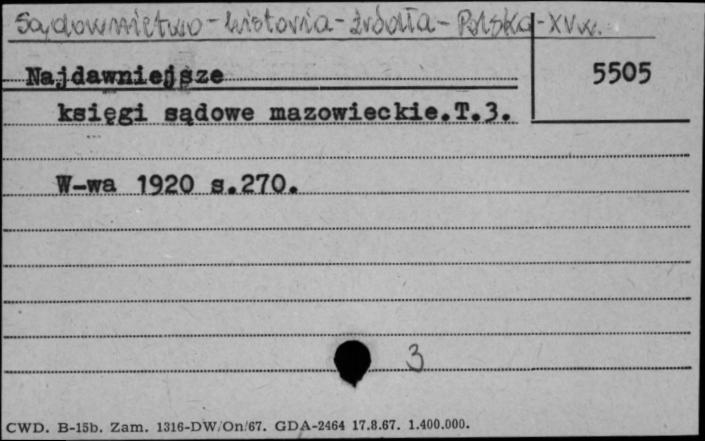 Sądownictwo - historia - źródła - Polska - XV w.
Najdawniejsze
5505
księgi sądowe mazowieckie.T.3.
W-wa 1920 s.270.
3
CWD. B-15b. Zam. 1316-DW/On/67. GDA-2464 17.8.67. 1.400.000.